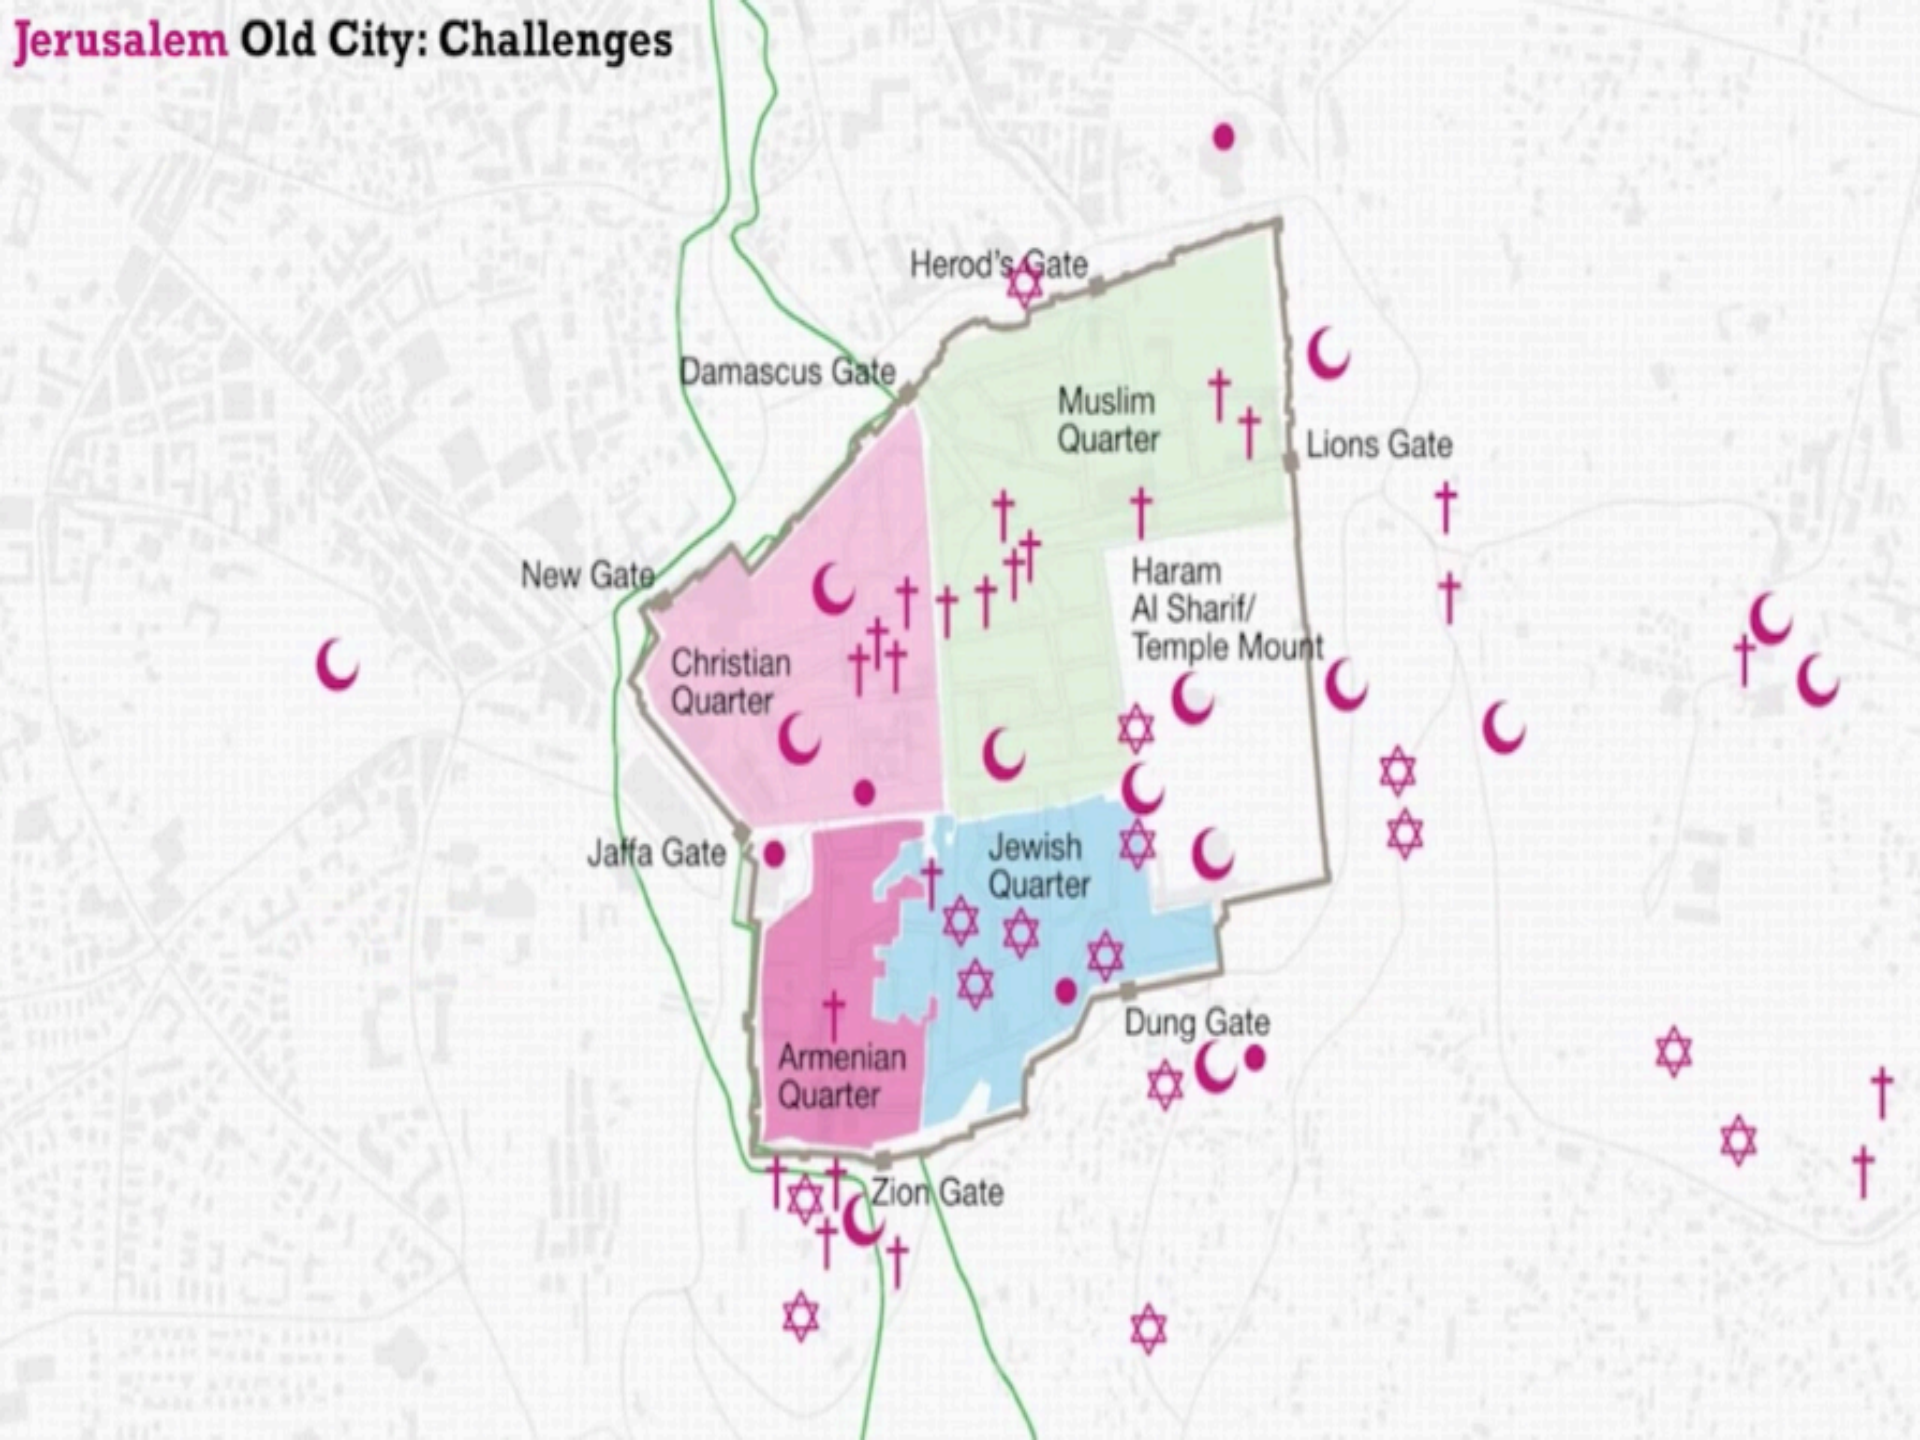 Jerusalem Old City: Challenges
Herod's Gate
Damascus Gate
Muslim
Quarter
Lions Gate
New Gate
Haram
Al Sharif/
Temple Mount
Christian
Quarter
Jaffa Gate
Jewish
Quarter
Dung Gate
Armenian
Quarter
Zion Gate